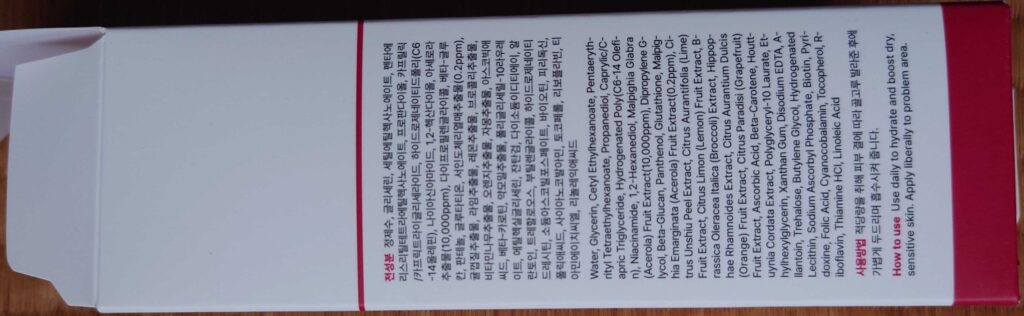 전성분 정제수, 글리세린, 세틸에틸헥사노에이트, 펜타에
리스리틸테트라에틸헥사노에이트, 프로판다이올, 카프릴릭
/카프릭트라이글리세라이드, 하이드로제네이티드폴리(C6
-14올레핀), 나이아신아마이드, 1,2-헥산다이올, 아세로라
추출물(10,000ppm), 다이프로필렌글라이콜, 베타-글루
칸, 판테놀, 글루타티온, 서인도체리열매추출물(0.2ppm),
귤껍질추출물, 라임추출물, 레몬추출물, 브로콜리추출물,
비타민나무추출물, 오렌지추출물, 자몽추출물, 아스코빅애
씨드, 베타-카로틴, 약모밀추출물, 폴리글리세릴-10라우레
이트, 에틸헥실글리세린, 잔탄검, 다이소듐이디티에이, 알
란토인, 트레할로오스, 부틸렌글라이콜, 하이드로제네이티
드레시틴, 소듐아스코빌포스페이트, 바이오틴, 피리독신,
폴릭애씨드, 사이아노코발아민, 토코페롤, 리보플라빈, 티
아민에이치씨엘, 리놀레익애씨드
Water, Glycerin, Cetyl Ethylhexanoate, Pentaeryth-
rityl Tetraethylhexanoate, Propanediol, Caprylic/C-
apric Triglyceride, Hydrogenated Poly(C6-14 Olefi-
n), Niacinamide, 1,2-Hexanediol, Malpighia Glabra
(Acerola) Fruit Extract(10,000ppm), Dipropylene G-
lycol, Beta-Glucan, Panthenol, Glutathione, Malpig-
hia Emarginata (Acerola) Fruit Extract(0.2ppm), Ci-
trus Unshiu Peel Extract, Citrus Aurantifolia (Lime)
Fruit Extract, Citrus Limon (Lemon) Fruit Extract, B-
rassica Oleracea Italica (Broccoli) Extract, Hippop-
hae Rhamnoides Extract, Citrus Aurantium Dulcis
(Orange) Fruit Extract, Citrus Paradisi (Grapefruit)
Fruit Extract, Ascorbic Acid, Beta-Carotene, Houtt-
uynia Cordata Extract, Polyglyceryl-10 Laurate, Et-
hylhexylglycerin, Xanthan Gum, Disodium EDTA, A-
llantoin, Trehalose, Butylene Glycol, Hydrogenated
Lecithin, Sodium Ascorbyl Phosphate, Biotin, Pyri-
doxine, Folic Acid, Cyanocobalamin, Tocopherol, R-
iboflavin, Thiamine HCl, Linoleic Acid
사용방법 적당량을 취해 피부 결에 따라 골고루 발라준 후에
가볍게 두드리며 흡수시켜 줍니다.
How to use Use daily to hydrate and boost dry,
sensitive skin. Apply liberally to problem area.